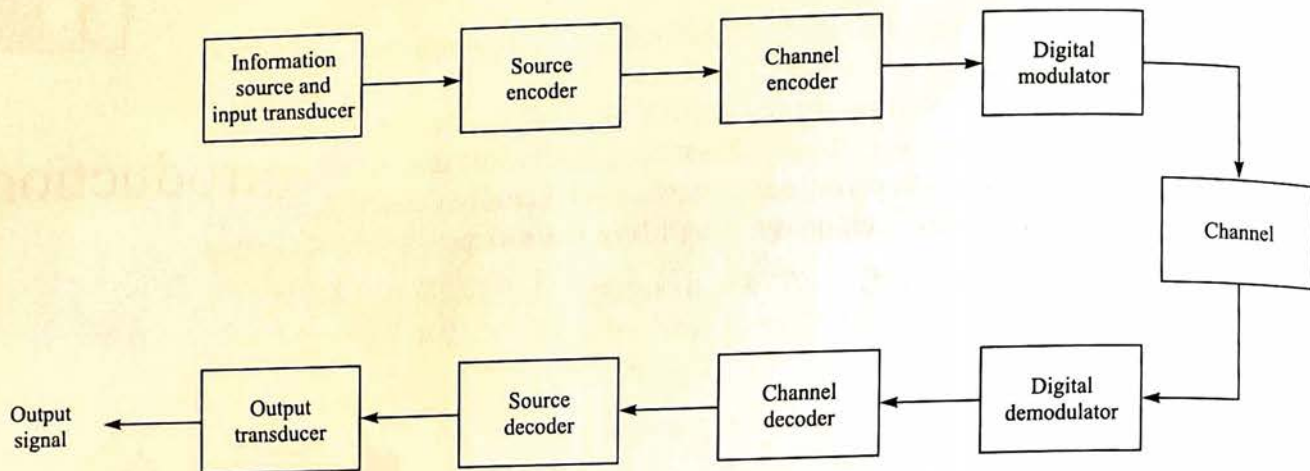 Information
source and
input transducer
Source
encoder
Channel
encoder
Digital
modulator
Channel
Output
signal
Output
transducer
Source
decoder
Channel
decoder
Digital
demodulator